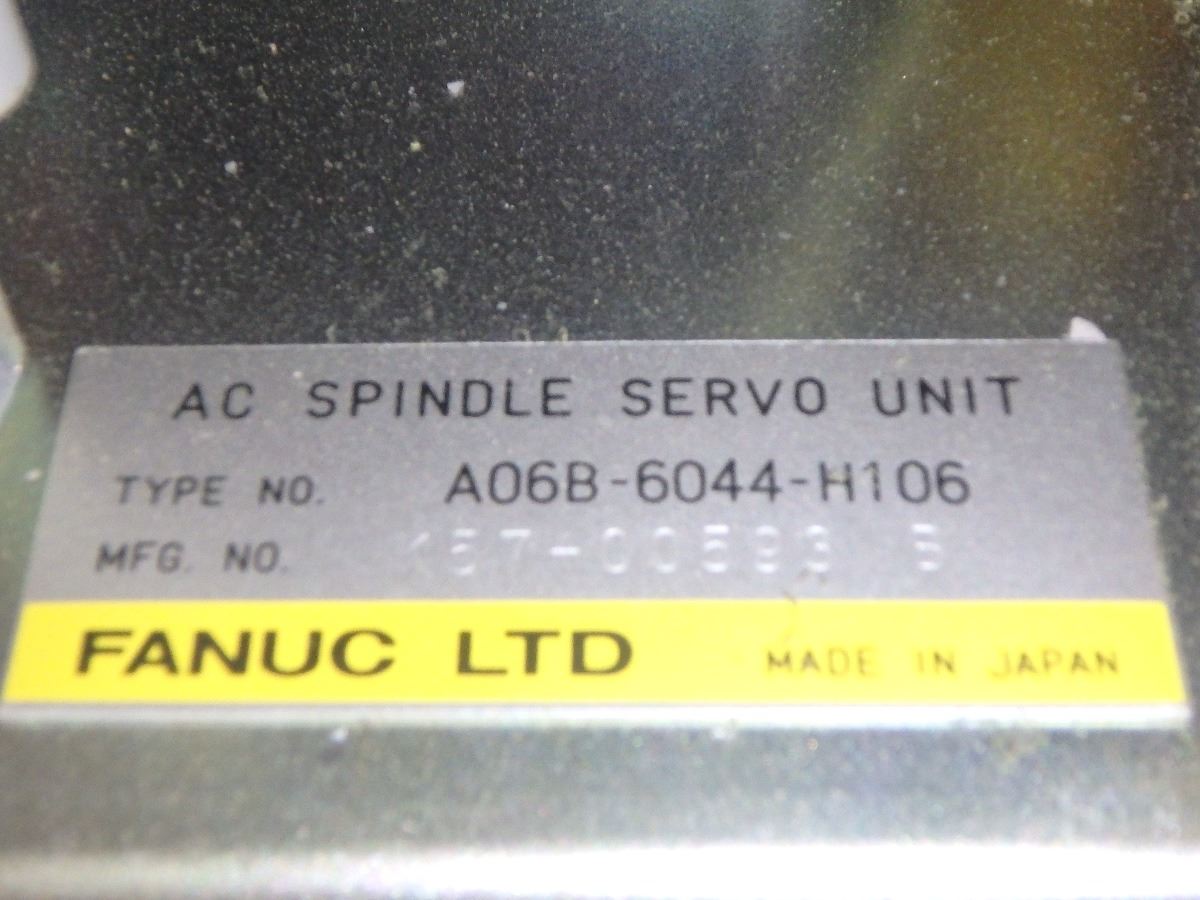 AC SPINDLE SERVO UNIT
TYPE NO. A06B-6044-H106
MFG. NO.
FANUC LTD MADE IN JAPAN